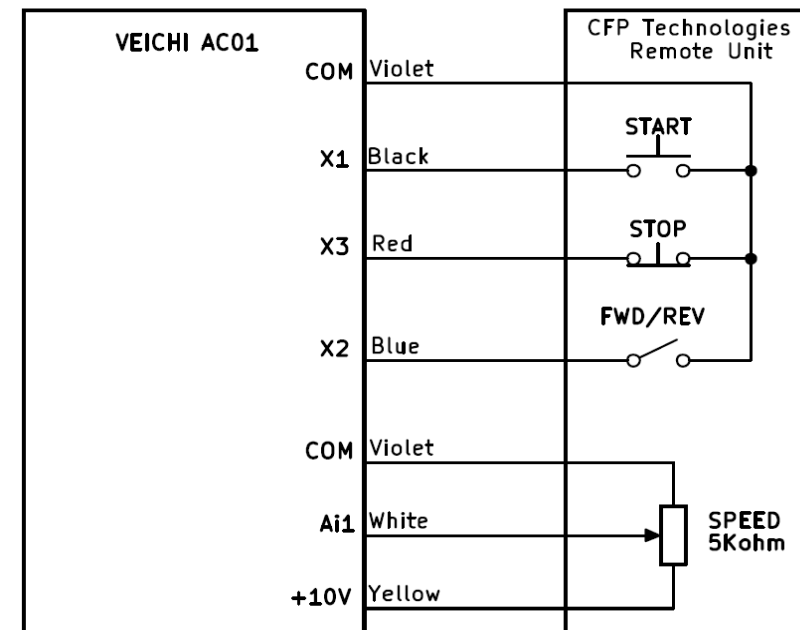 VEICHI AC01
CFP Technologies
Remote Unit
COM Violet
START
X1 Black
STOP
X3 Red
FWD/REV
X2 Blue
COM Violet
Ai1 White
SPEED
5Kohm
+10V Yellow